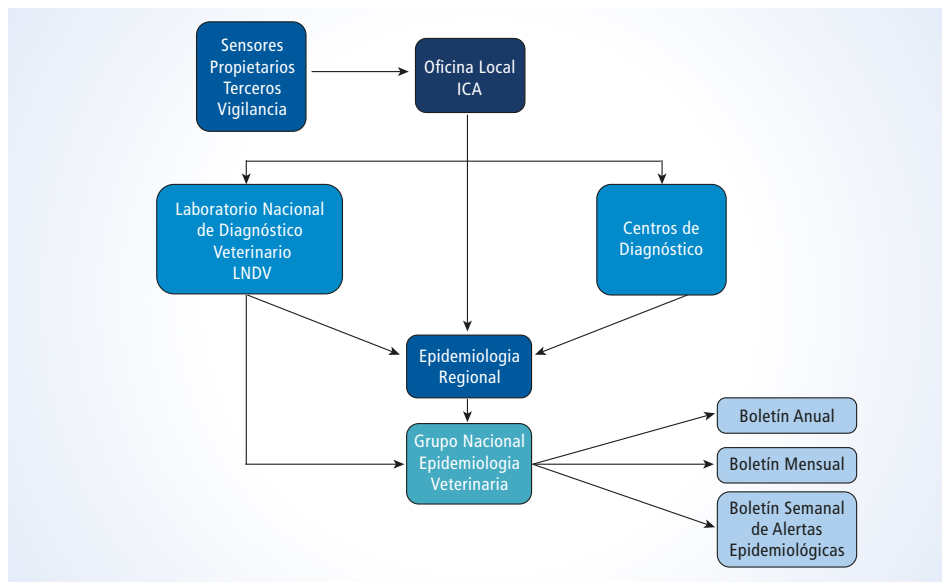 Sensores
Propietarios
Terceros
Vigilancia
Oficina Local
ICA
Laboratorio Nacional
de Diagnóstico
Veterinario
LNDV
Centros de
Diagnóstico
Epidemiologia
Regional
Grupo Nacional
Epidemiologia
Veterinaria
Boletín Anual
Boletín Mensual
Boletín Semanal
de Alertas
Epidemiológicas